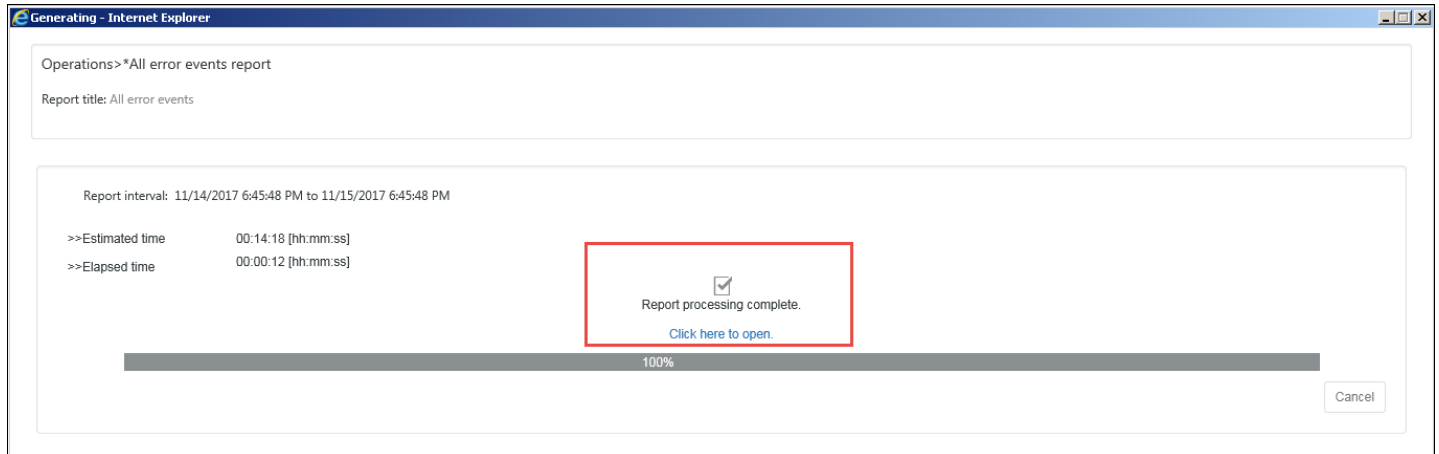 Generating - Internet Explorer
Operations>*All error events report
Report title: All error events
Report interval: 11/14/2017 6:45:48 PM to 11/15/2017 6:45:48 PM
>>Estimated time 00:14:18 [hh:mm:ss]
>>Elapsed time 00:00:12 [hh:mm:ss]
Report processing complete.
Click here to open.
100%
Cancel